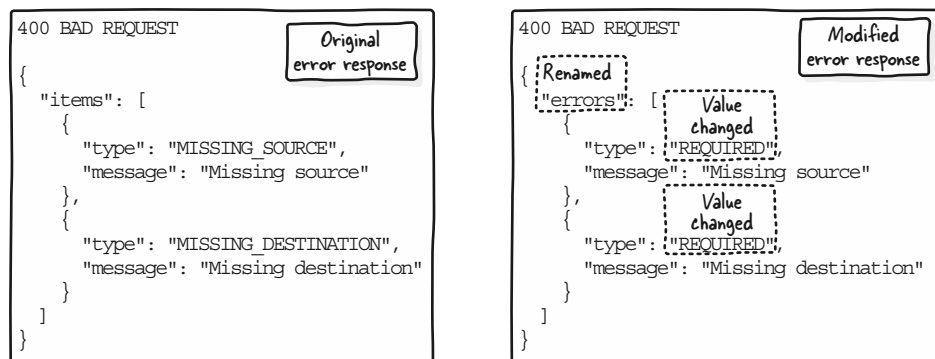 400 BAD REQUEST
Original
error response
{
  "items": [
    {
      "type": "MISSING_SOURCE",
      "message": "Missing source"
    },
    {
      "type": "MISSING_DESTINATION",
      "message": "Missing destination"
    }
  ]
}
400 BAD REQUEST
Modified
error response
{
Renamed
  "errors": [
Value
changed
    {
      "type": "REQUIRED",
      "message": "Missing source"
    },
Value
changed
    {
      "type": "REQUIRED",
      "message": "Missing destination"
    }
  ]
}